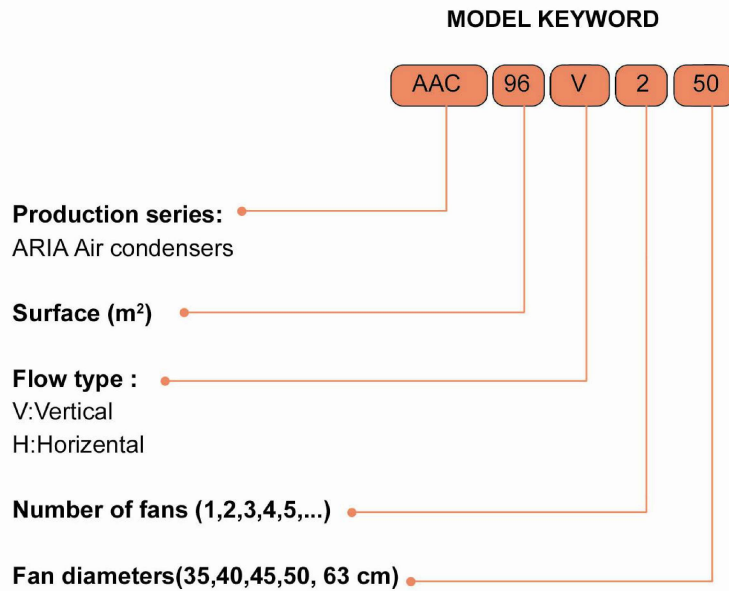 MODEL KEYWORD
AAC 96 V 2 50
Production series:
ARIA Air condensers
Surface (m²)
Flow type :
V:Vertical
H:Horizental
Number of fans (1,2,3,4,5,...)
Fan diameters(35,40,45,50, 63 cm)